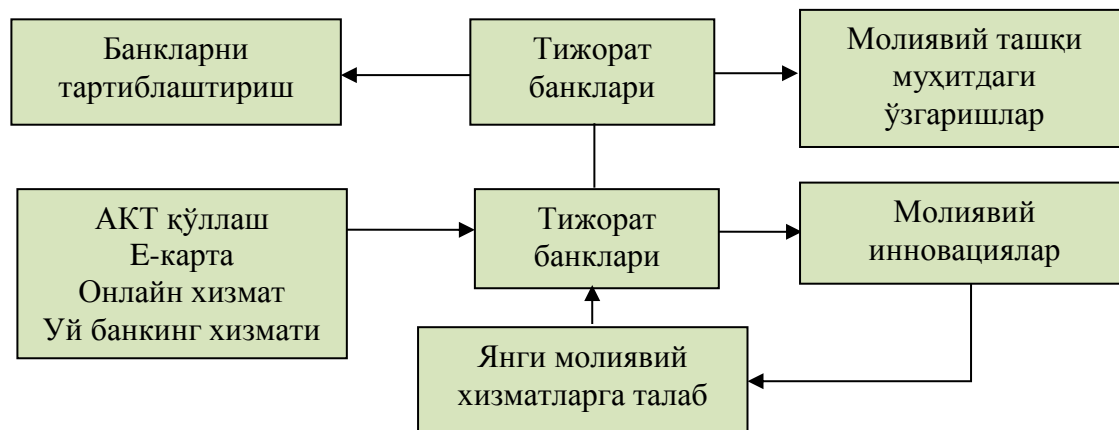 Банкларни
тартиблаштириш
Тижорат
банклари
Молиявий ташқи
муҳитдаги
ўзгаришлар
АКТ қўллаш
Е-карта
Онлайн хизмат
Уй банкинг хизмати
Тижорат
банклари
Молиявий
инновациялар
Янги молиявий
хизматларга талаб